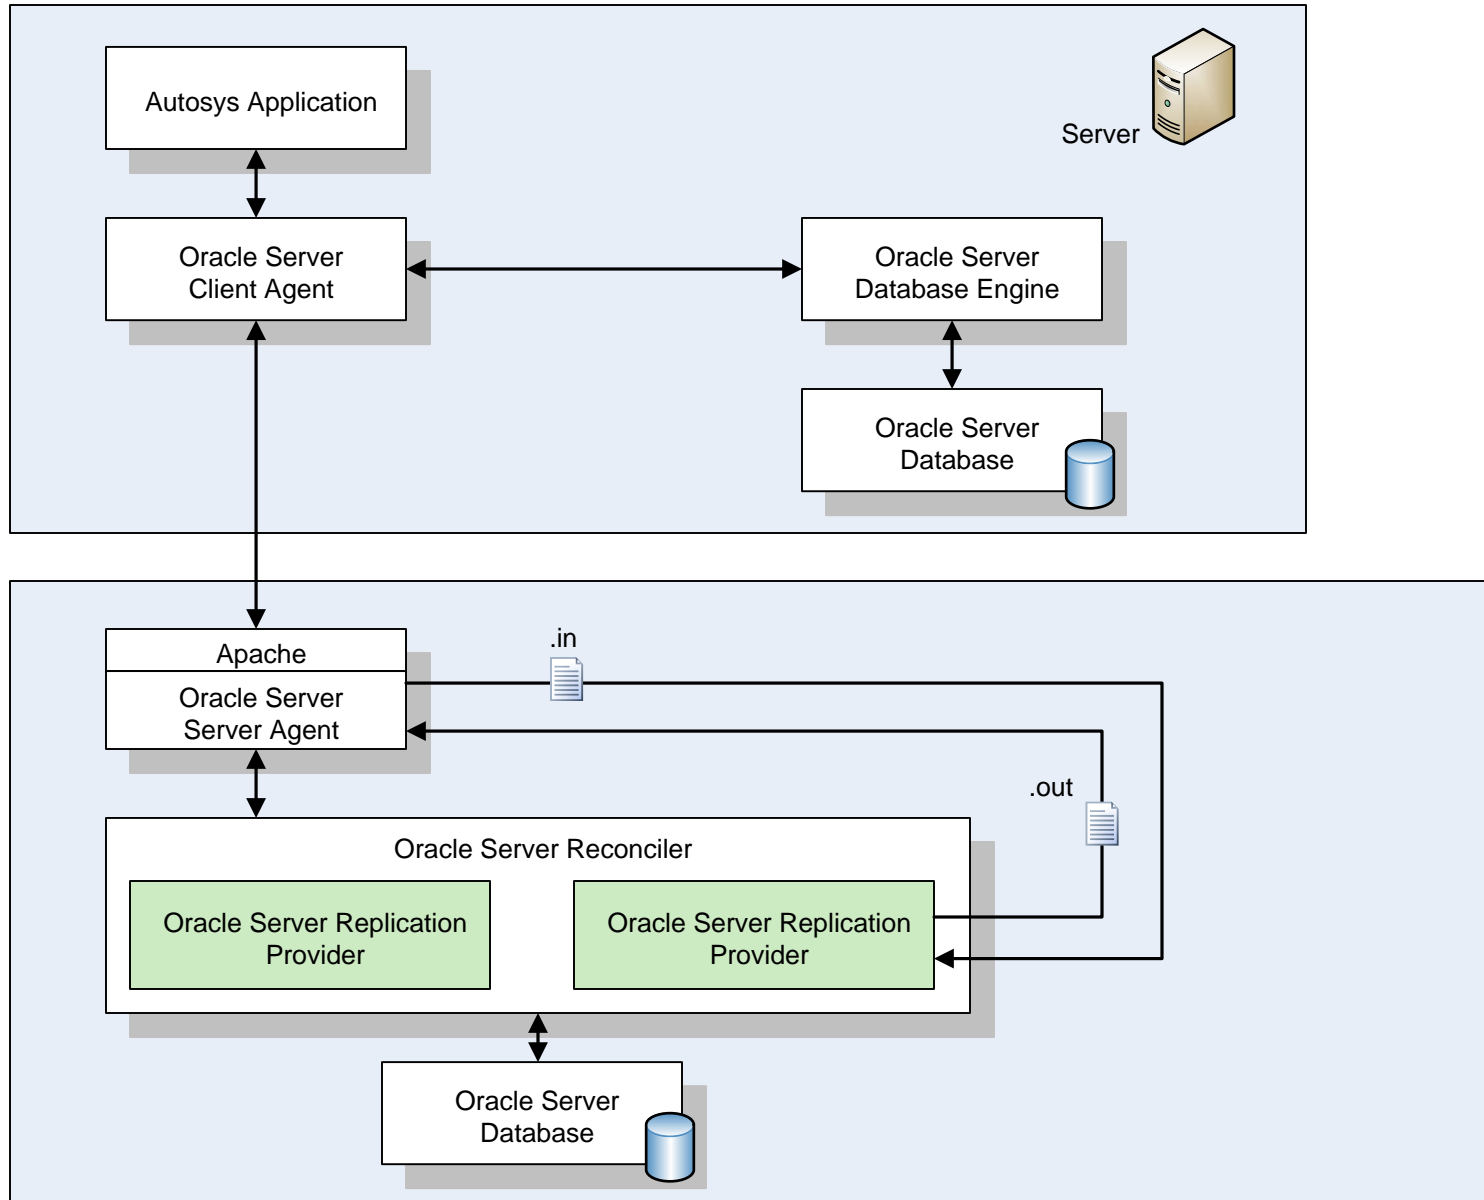 Autosys Application
Server
Oracle Server
Client Agent
Oracle Server
Database Engine
Oracle Server
Database
Apache
.in
Oracle Server
Server Agent
.out
Oracle Server Reconciler
Oracle Server Replication
Provider
Oracle Server Replication
Provider
Oracle Server
Database